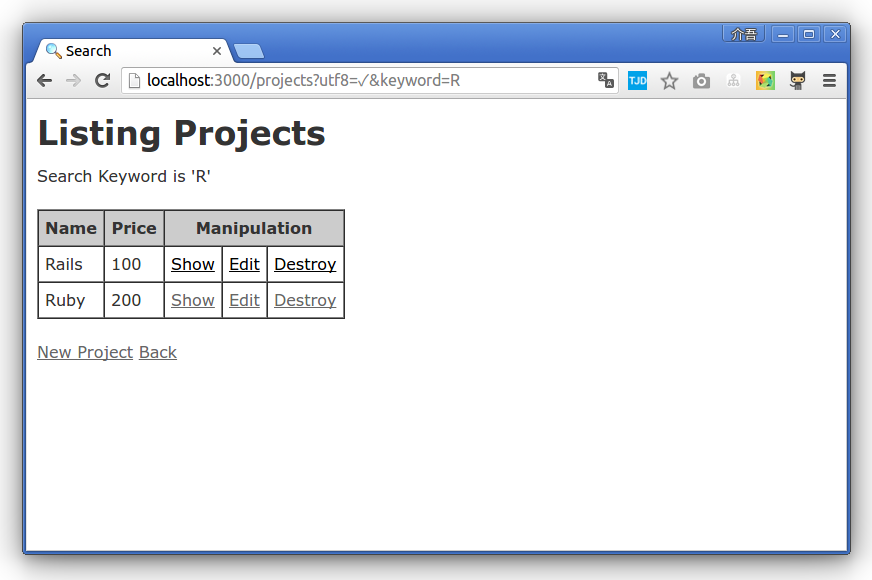 介吾
Search
localhost:3000/projects?utf8=✓&keyword=R
TJD
Listing Projects
Search Keyword is 'R'
Name Price Manipulation
Rails 100 Show Edit Destroy
Ruby 200 Show Edit Destroy
New Project Back